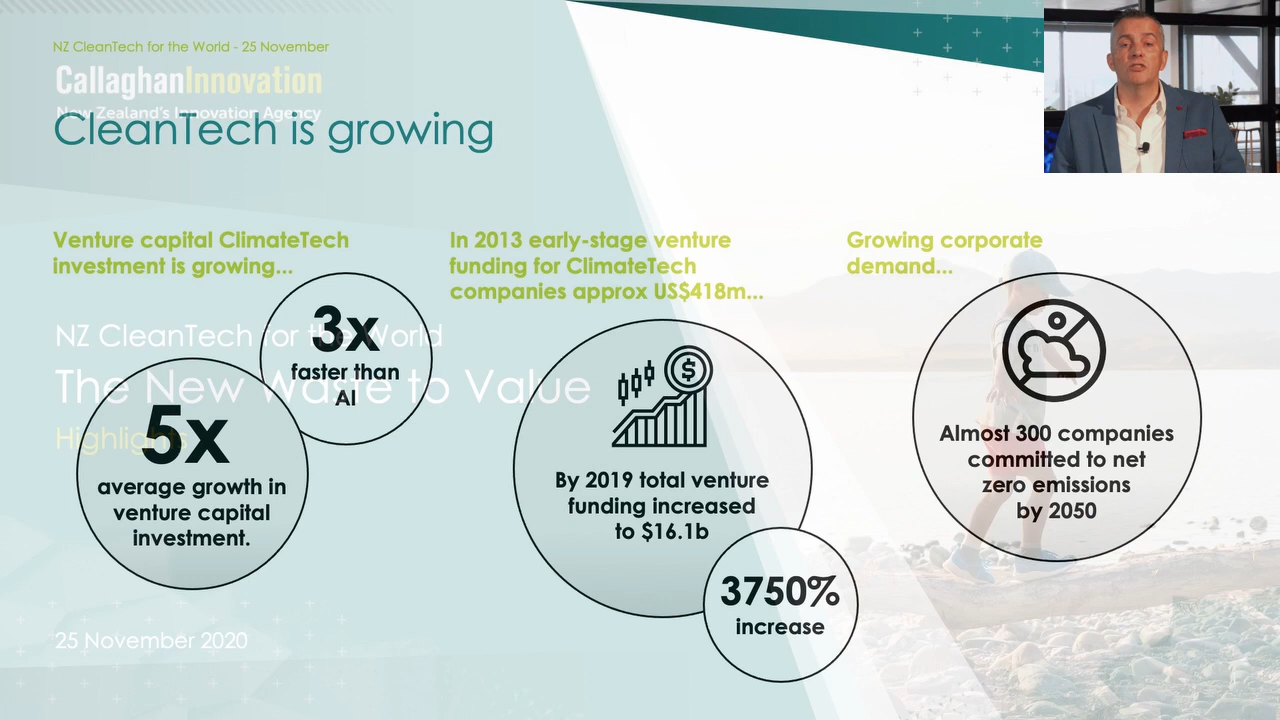 NZ CleanTech for the World - 25 November
CallaghanInnovation
New Zealand's Innovation Agency
CleanTech is growing
Venture capital ClimateTech
investment is growing...
3x
faster than
AI
5x
average growth in
venture capital
investment.
In 2013 early-stage venture
funding for ClimateTech
companies approx US$418m...
$
By 2019 total venture
funding increased
to $16.1b
3750%
increase
Growing corporate
demand...
Almost 300 companies
committed to net
zero emissions
by 2050
NZ CleanTech for the World
The New Waste to Value
Highlights
25 November 2020